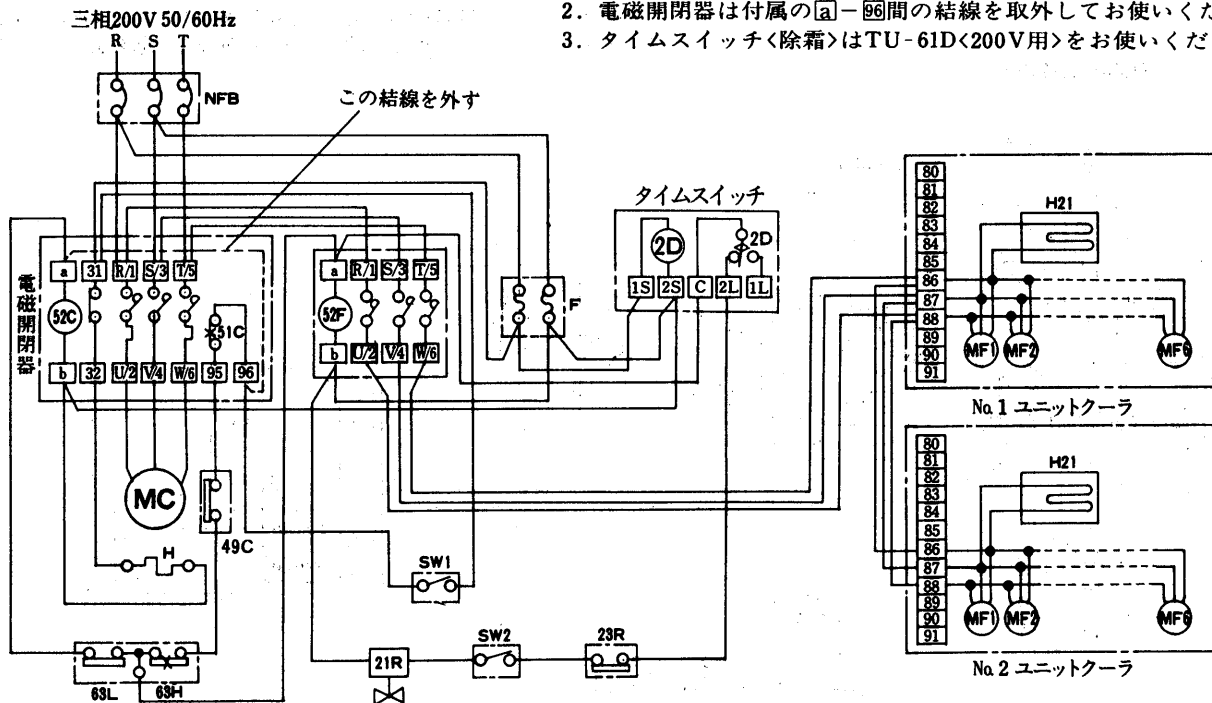 2. 電磁開閉器は付属のa－96間の結線を取外してお使いくだ
3. タイムスイッチ<除霜>はTU-61D<200V用>をお使いくだ
三相200V 50/60Hz
R S T
NFB
この結線を外す
電磁開閉器
a 31 R/1 S/3 T/5
52C
51C
b 32 U/2 V/4 W/6 95 96
MC
49C
H
63L 63H
a R/1 S/3 T/5
52F
b U/2 V/4 W/6
F
タイムスイッチ
2D 2D
1S 2S C 2L 1L
SW1
21R
SW2
23R
80
81
82
83
84
85
86
87
88
89
90
91
H21
MF1 MF2 MF6
No.1 ユニットクーラ
80
81
82
83
84
85
86
87
88
89
90
91
H21
MF1 MF2 MF6
No.2 ユニットクーラ